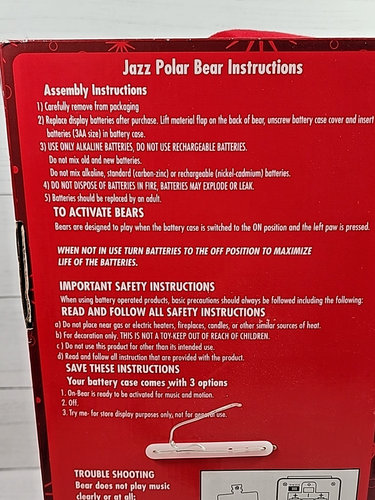 Jazz Polar Bear Instructions
Assembly Instructions
1) Carefully remove from packaging
2) Replace display batteries after purchase. Lift material flap on the back of bear, unscrew battery case cover and insert
batteries (3AA size) in battery case.
3) USE ONLY ALKALINE BATTERIES, DO NOT USE RECHARGEABLE BATTERIES.
Do not mix old and new batteries.
Do not mix alkaline, standard (carbon-zinc) or rechargeable (nickel-cadmium) batteries.
4) DO NOT DISPOSE OF BATTERIES IN FIRE, BATTERIES MAY EXPLODE OR LEAK.
5) Batteries should be replaced by an adult.
TO ACTIVATE BEARS
Bears are designed to play when the battery case is switched to the ON position and the left paw is pressed.
WHEN NOT IN USE TURN BATTERIES TO THE OFF POSITION TO MAXIMIZE
LIFE OF THE BATTERIES.
IMPORTANT SAFETY INSTRUCTIONS
When using battery operated products, basic precautions should always be followed including the following:
READ AND FOLLOW ALL SAFETY INSTRUCTIONS
a) Do not place near gas or electric heaters, fireplaces, candles, or other similar sources of heat.
b) For decoration only. THIS IS NOT A TOY-KEEP OUT OF REACH OF CHILDREN.
c) Do not use this product for other than its intended use.
d) Read and follow all instruction that are provided with the product.
SAVE THESE INSTRUCTIONS
Your battery case comes with 3 options
1. On-Bear is ready to be activated for music and motion.
2. Off.
3. Try me- for store display purposes only, not for general use.
TROUBLE SHOOTING
Bear does not play music
clearly or at all: